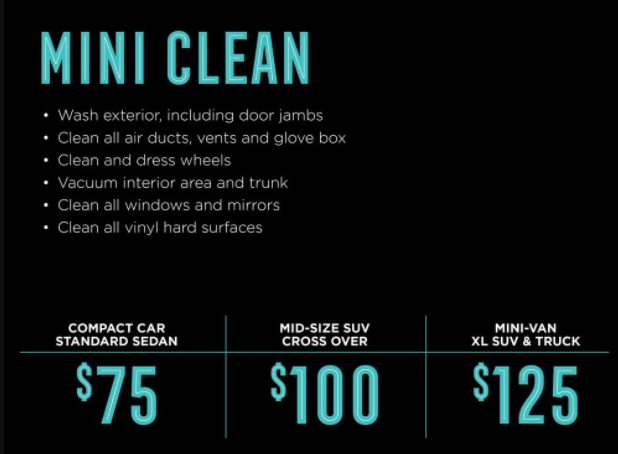 MINI CLEAN
• Wash exterior, including door jambs
• Clean all air ducts, vents and glove box
• Clean and dress wheels
• Vacuum interior area and trunk
• Clean all windows and mirrors
• Clean all vinyl hard surfaces
COMPACT CAR
STANDARD SEDAN
$75
MID-SIZE SUV
CROSS OVER
$100
MINI-VAN
XL SUV & TRUCK
$125